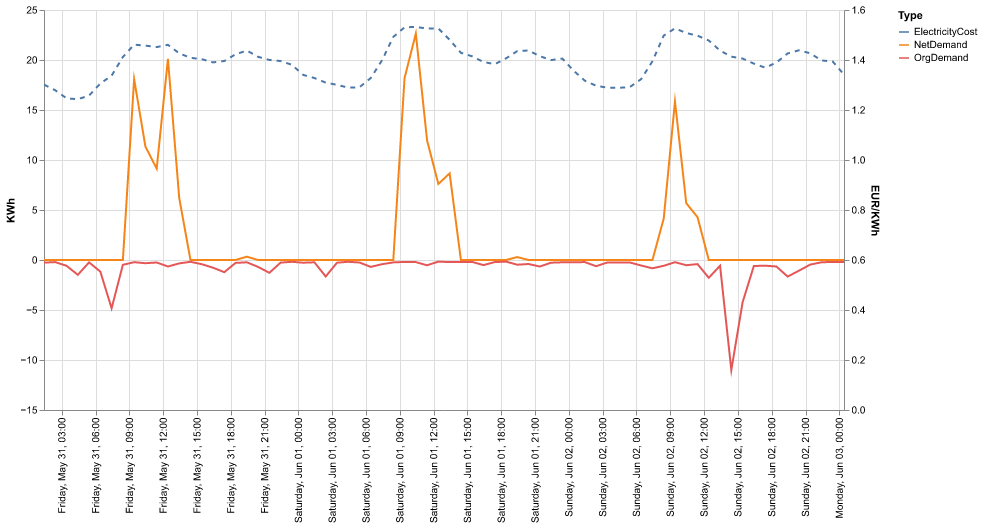 25
20
15
10
5
0
−5
−10
−15
KWh
1.6
1.4
1.2
1.0
0.8
0.6
0.4
0.2
0.0
EUR/KWh
Type
ElectricityCost
NetDemand
OrgDemand
Friday, May 31, 03:00
Friday, May 31, 06:00
Friday, May 31, 09:00
Friday, May 31, 12:00
Friday, May 31, 15:00
Friday, May 31, 18:00
Friday, May 31, 21:00
Saturday, Jun 01, 00:00
Saturday, Jun 01, 03:00
Saturday, Jun 01, 06:00
Saturday, Jun 01, 09:00
Saturday, Jun 01, 12:00
Saturday, Jun 01, 15:00
Saturday, Jun 01, 18:00
Saturday, Jun 01, 21:00
Sunday, Jun 02, 00:00
Sunday, Jun 02, 03:00
Sunday, Jun 02, 06:00
Sunday, Jun 02, 09:00
Sunday, Jun 02, 12:00
Sunday, Jun 02, 15:00
Sunday, Jun 02, 18:00
Sunday, Jun 02, 21:00
Monday, Jun 03, 00:00